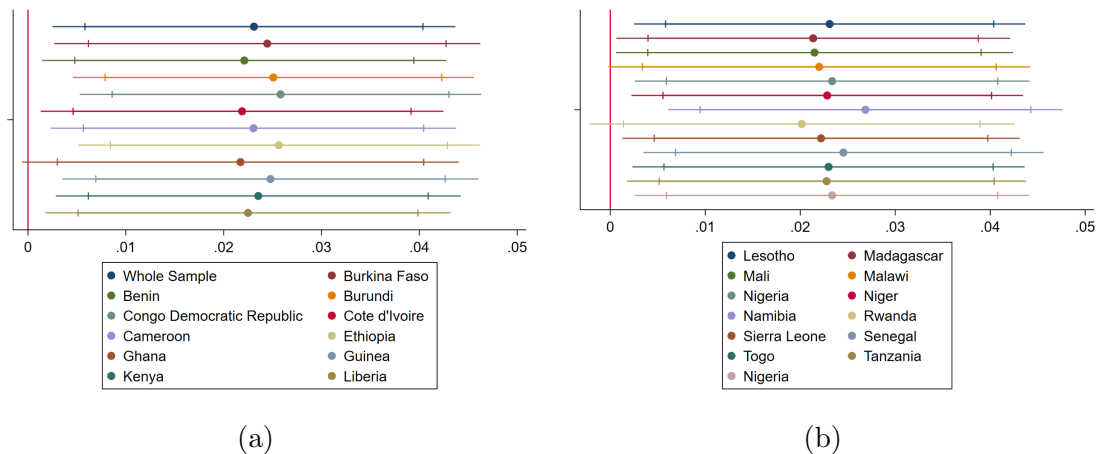 0 .01 .02 .03 .04 .05
Whole Sample Burkina Faso
Benin Burundi
Congo Democratic Republic Cote d'Ivoire
Cameroon Ethiopia
Ghana Guinea
Kenya Liberia
(a)
0 .01 .02 .03 .04 .05
Lesotho Madagascar
Mali Malawi
Nigeria Niger
Namibia Rwanda
Sierra Leone Senegal
Togo Tanzania
Nigeria
(b)